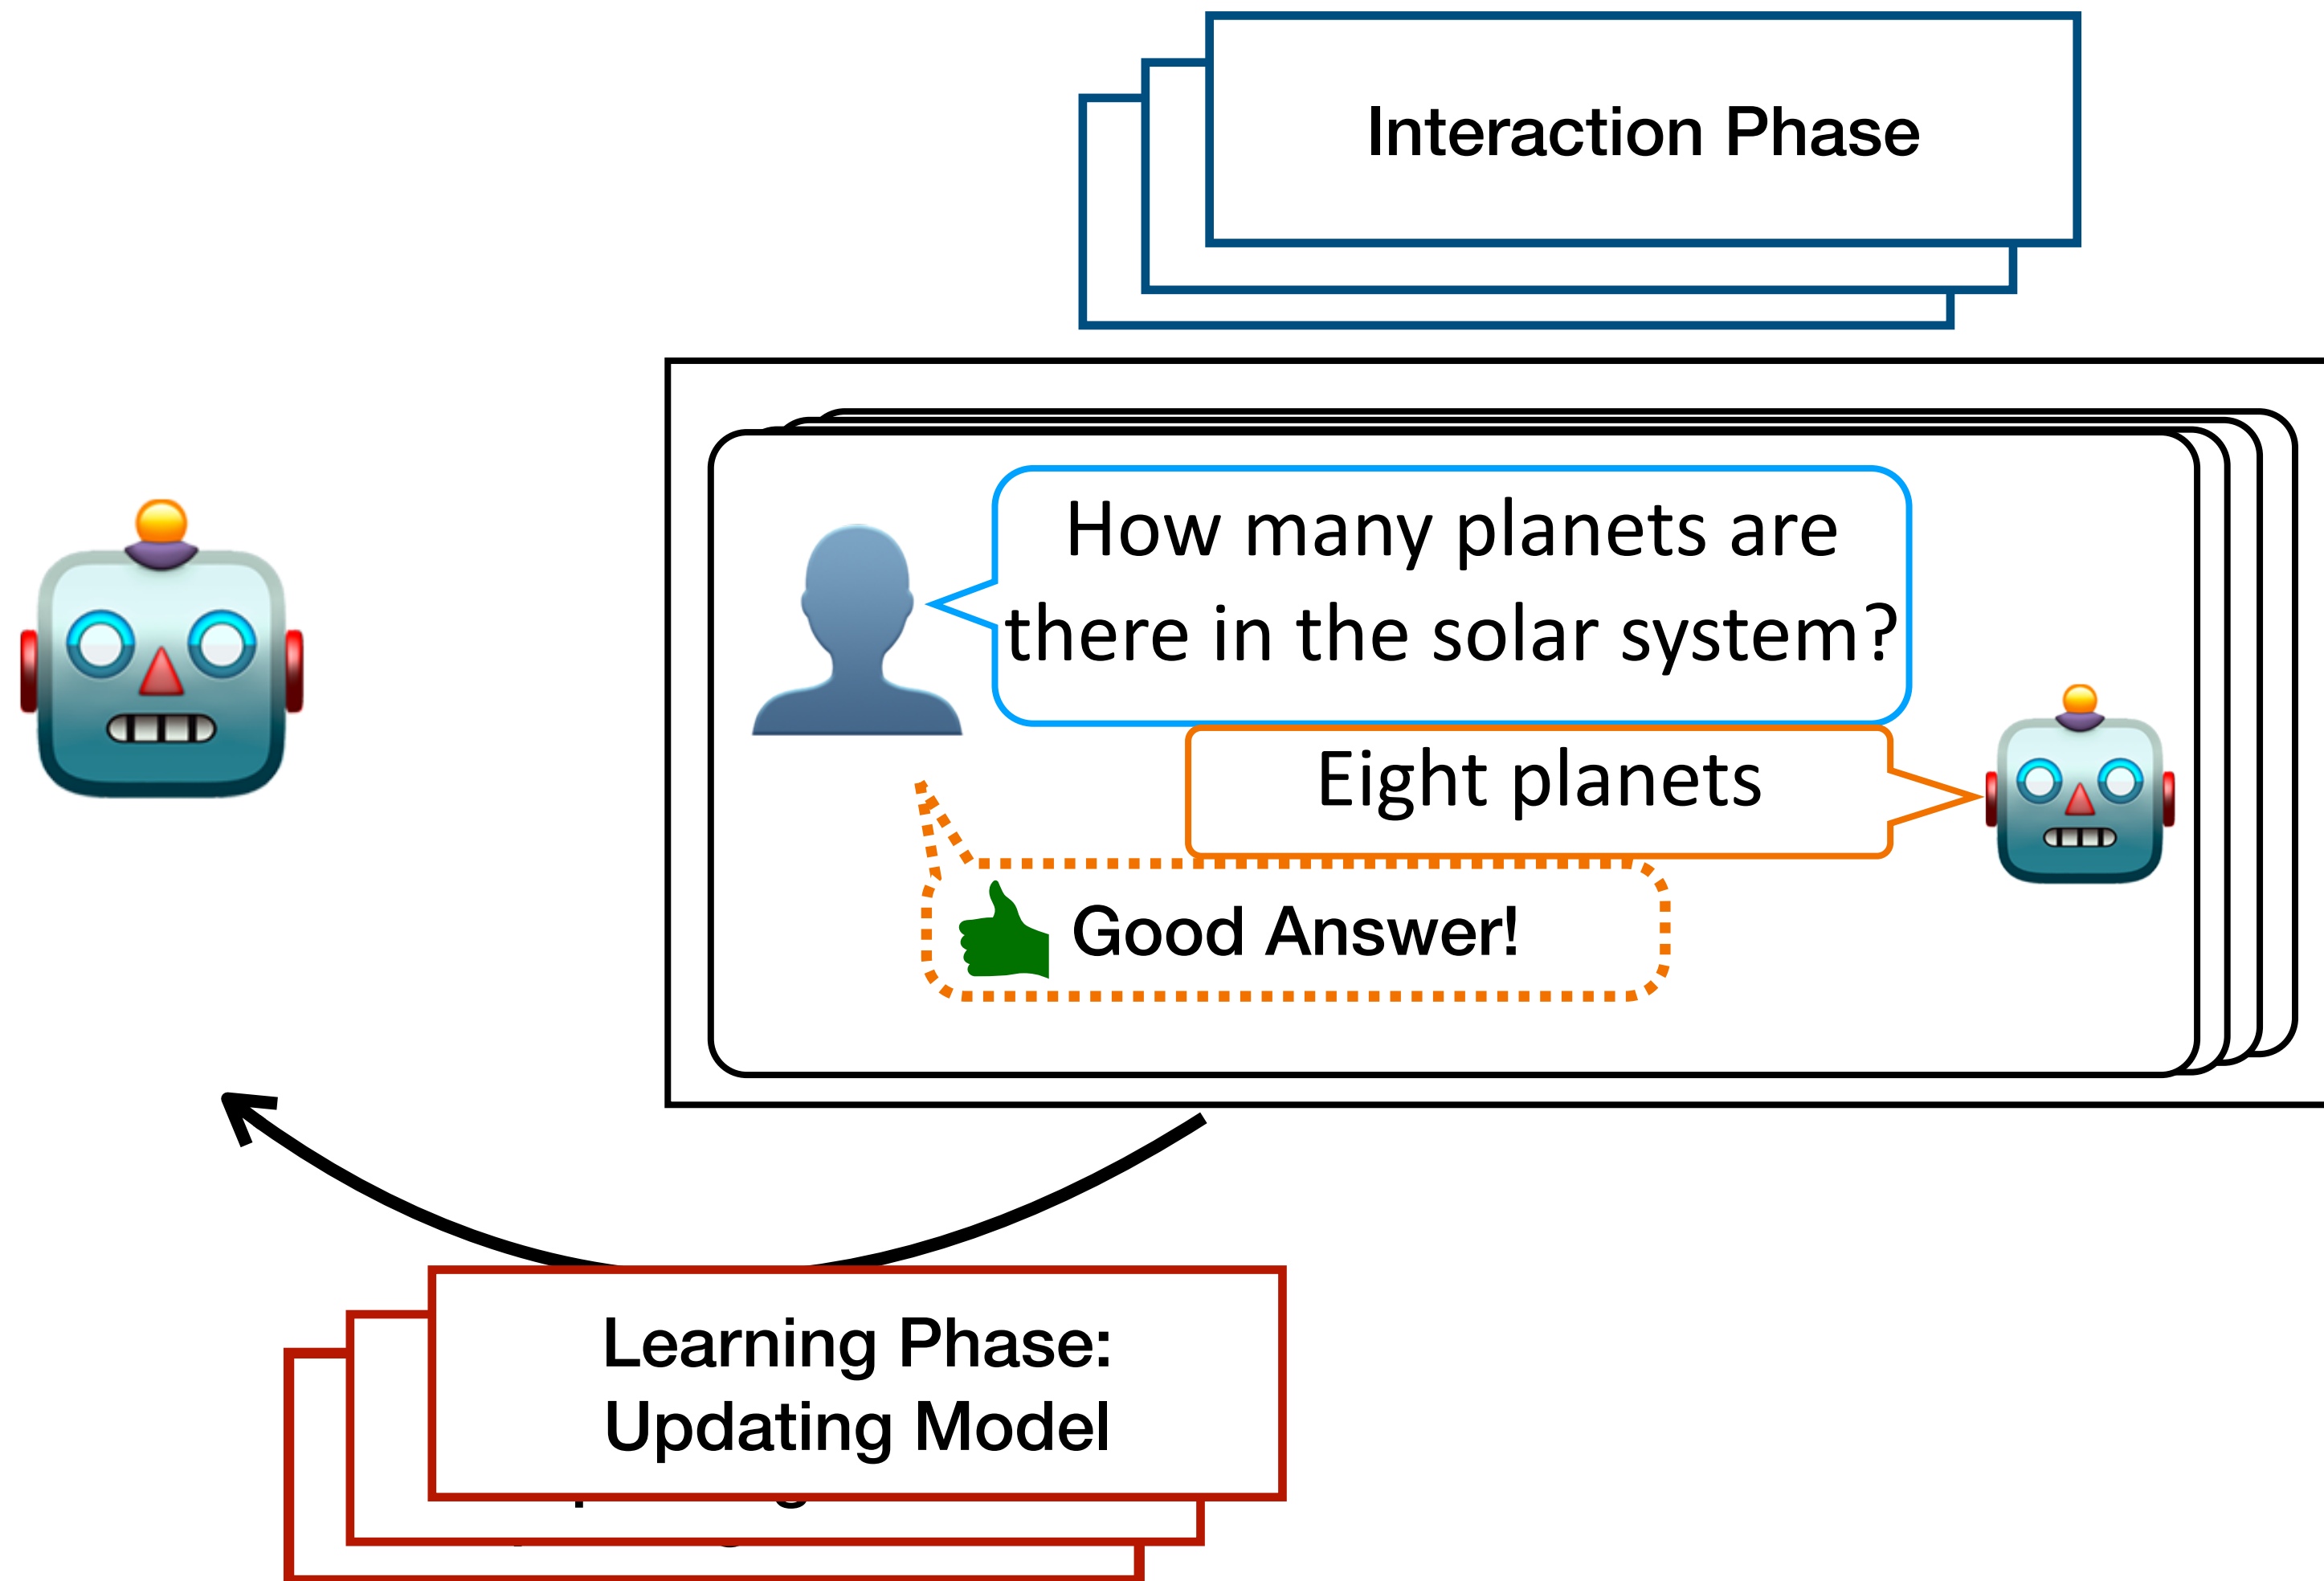 Interaction Phase
How many planets are
there in the solar system?
Eight planets
Good Answer!
Learning Phase:
Updating Model